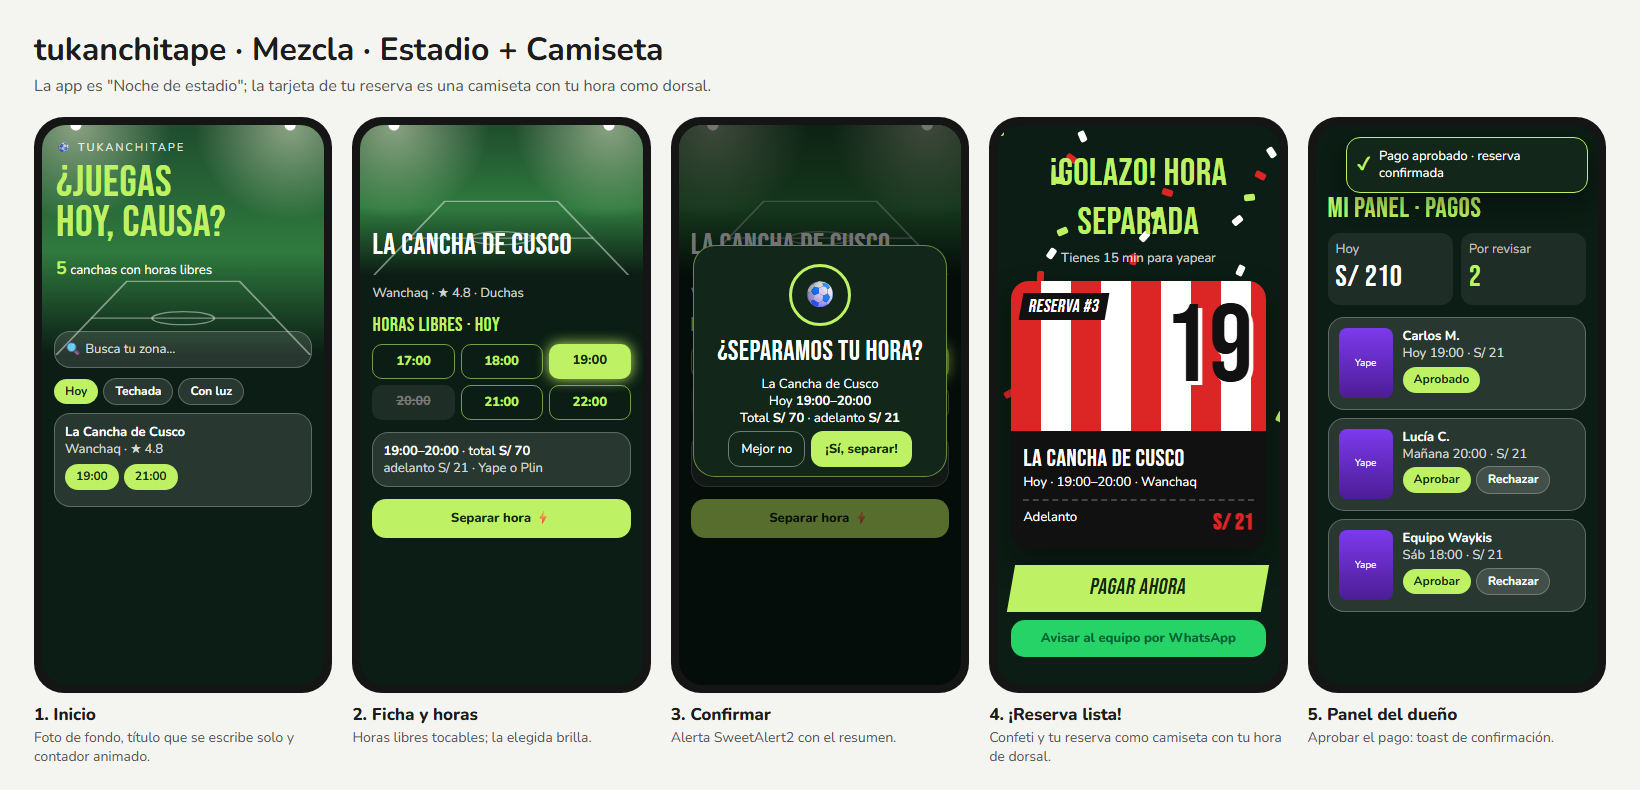 tukanchitape · Mezcla · Estadio + Camiseta
La app es "Noche de estadio"; la tarjeta de tu reserva es una camiseta con tu hora como dorsal.
TUKANCHITAPE
¿JUEGAS
HOY, CAUSA?
5 canchas con horas libres
Busca tu zona...
Hoy
Techada
Con luz
La Cancha de Cusco
Wanchaq · ★ 4.8
19:00
21:00
1. Inicio
Foto de fondo, título que se escribe solo y
contador animado.
LA CANCHA DE CUSCO
Wanchaq · ★ 4.8 · Duchas
HORAS LIBRES · HOY
17:00
18:00
19:00
20:00
21:00
22:00
19:00–20:00 · total S/ 70
adelanto S/ 21 · Yape o Plin
Separar hora
2. Ficha y horas
Horas libres tocables; la elegida brilla.
LA CANCHA DE CUSCO
¿SEPARAMOS TU HORA?
La Cancha de Cusco
Hoy 19:00–20:00
Total S/ 70 · adelanto S/ 21
Mejor no
¡Sí, separar!
Separar hora
3. Confirmar
Alerta SweetAlert2 con el resumen.
¡GOLAZO! HORA
SEPARADA
Tienes 15 min para yapear
RESERVA #3
19
LA CANCHA DE CUSCO
Hoy · 19:00–20:00 · Wanchaq
Adelanto
S/ 21
PAGAR AHORA
Avisar al equipo por WhatsApp
4. ¡Reserva lista!
Confeti y tu reserva como camiseta con tu hora
de dorsal.
✓ Pago aprobado · reserva
confirmada
MI PANEL · PAGOS
Hoy
S/ 210
Por revisar
2
Yape
Carlos M.
Hoy 19:00 · S/ 21
Aprobado
Yape
Lucía C.
Mañana 20:00 · S/ 21
Aprobar
Rechazar
Yape
Equipo Waykis
Sáb 18:00 · S/ 21
Aprobar
Rechazar
5. Panel del dueño
Aprobar el pago: toast de confirmación.